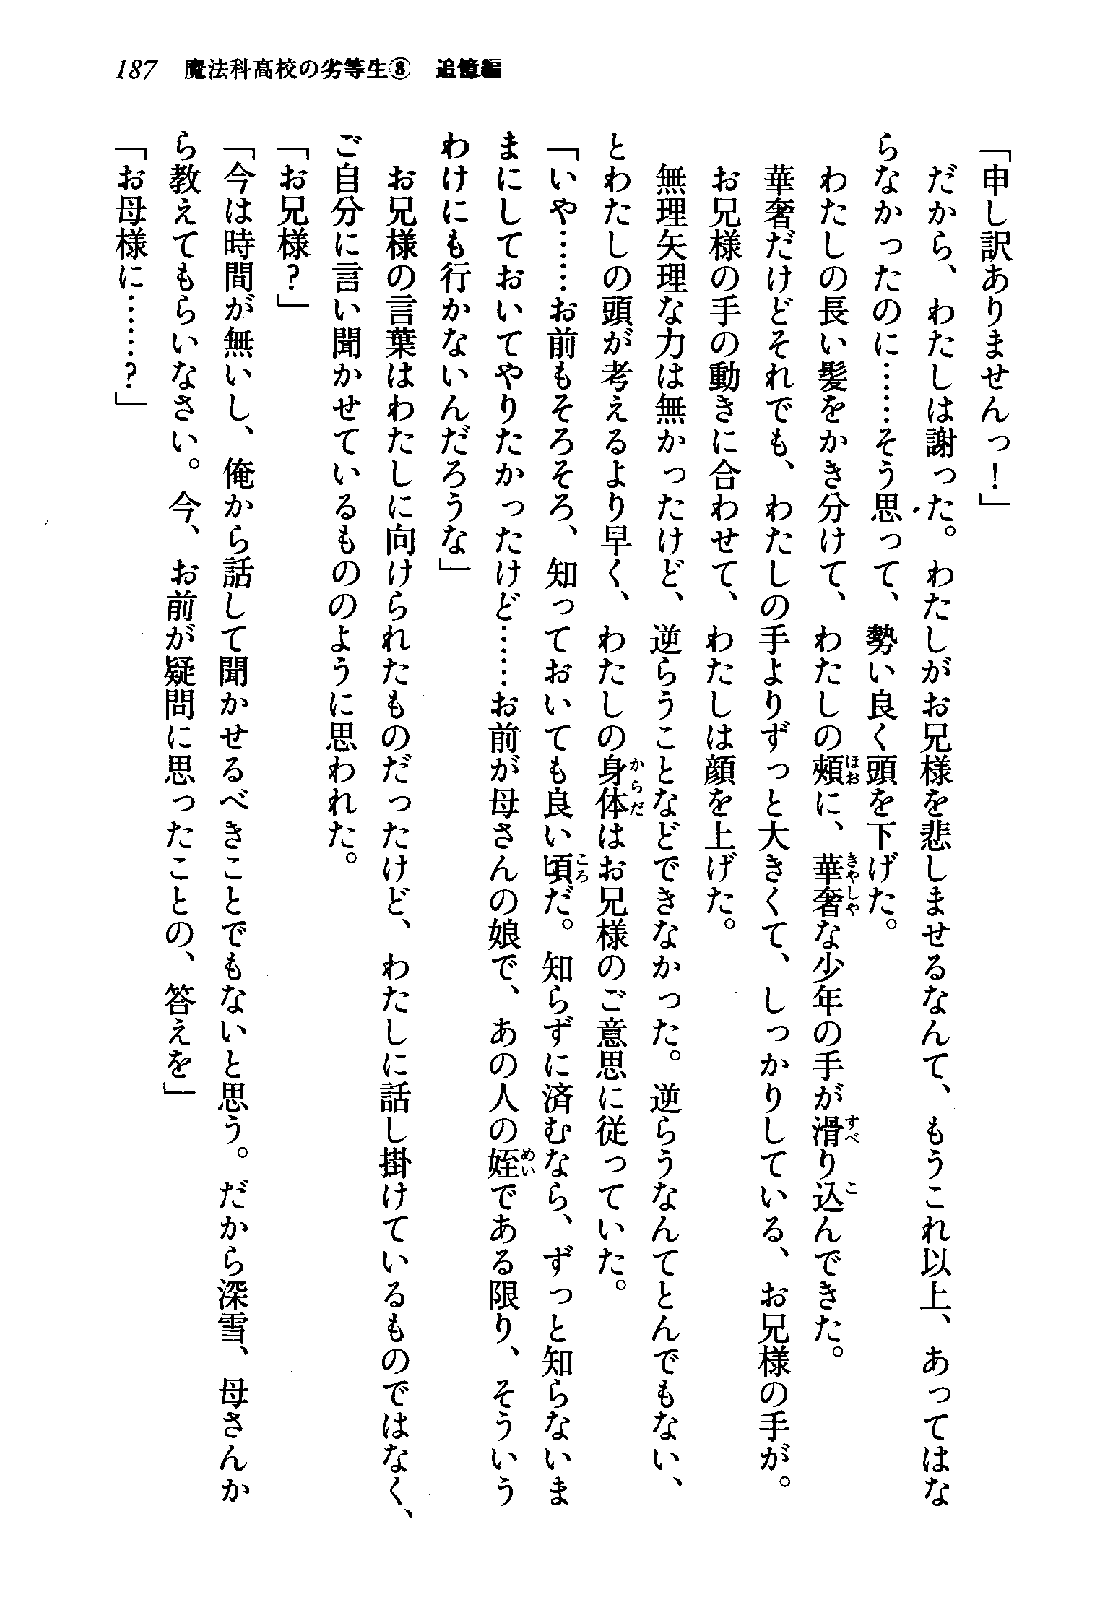 187　魔法科高校の劣等生⑧　追憶編
「申し訳ありませんっ！」
　だから、わたしは謝った。わたしがお兄様を悲しませるなんて、もうこれ以上、あってはな
らなかったのに……そう思って、勢い良く頭を下げた。
　わたしの長い髪をかき分けて、わたしの頰に、華奢な少年の手が滑り込んできた。
　華奢だけどそれでも、わたしの手よりずっと大きくて、しっかりしている、お兄様の手が。
　お兄様の手の動きに合わせて、わたしは顔を上げた。
　無理矢理な力は無かったけど、逆らうことなどできなかった。逆らうなんてとんでもない、
とわたしの頭が考えるより早く、わたしの身体はお兄様のご意思に従っていた。
「いや……お前もそろそろ、知っておいても良い頃だ。知らずに済むなら、ずっと知らないま
まにしておいてやりたかったけど……お前が母さんの娘で、あの人の姪である限り、そういう
わけにも行かないんだろうな」
　お兄様の言葉はわたしに向けられたものだったけど、わたしに話し掛けているものではなく、
ご自分に言い聞かせているもののように思われた。
「お兄様？」
「今は時間が無いし、俺から話して聞かせるべきことでもないと思う。だから深雪、母さんか
ら教えてもらいなさい。今、お前が疑問に思ったことの、答えを」
「お母様に……？」